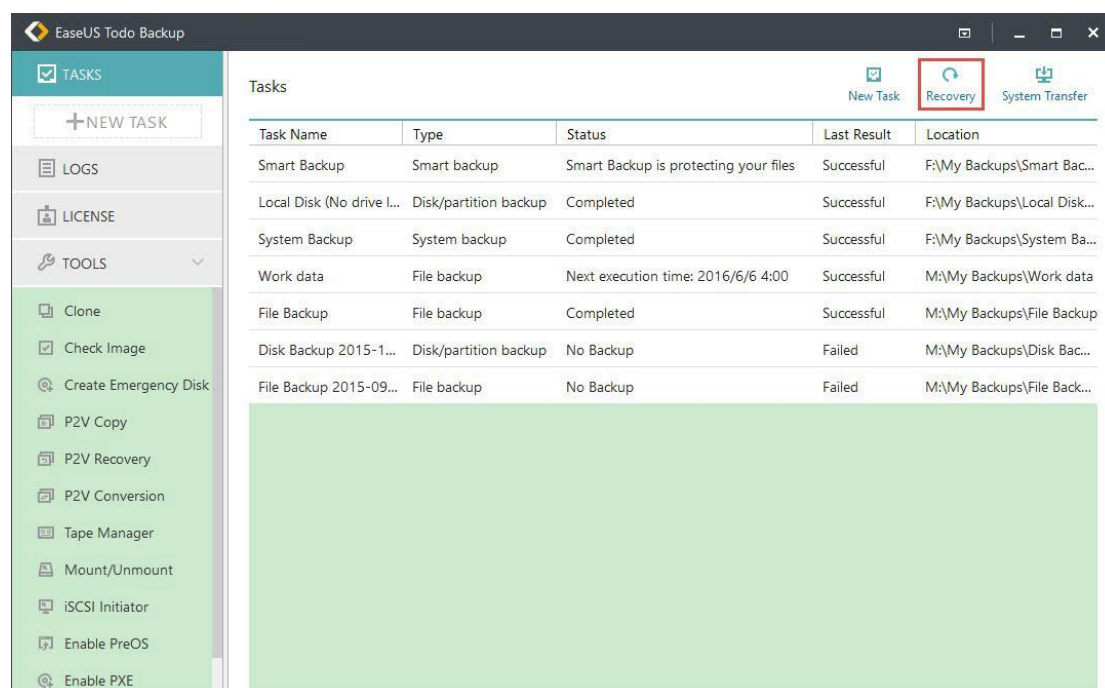 EaseUS Todo Backup
TASKS
NEW TASK
LOGS
LICENSE
TOOLS
Clone
Check Image
Create Emergency Disk
P2V Copy
P2V Recovery
P2V Conversion
Tape Manager
Mount/Unmount
iSCSI Initiator
Enable PreOS
Enable PXE
Tasks
New Task Recovery System Transfer
Task Name Type Status Last Result Location
Smart Backup Smart backup Smart Backup is protecting your files Successful F:\My Backups\Smart Bac...
Local Disk (No drive l... Disk/partition backup Completed Successful F:\My Backups\Local Disk...
System Backup System backup Completed Successful F:\My Backups\System Ba...
Work data File backup Next execution time: 2016/6/6 4:00 Successful M:\My Backups\Work data
File Backup File backup Completed Successful M:\My Backups\File Backup
Disk Backup 2015-1... Disk/partition backup No Backup Failed M:\My Backups\Disk Bac...
File Backup 2015-09... File backup No Backup Failed M:\My Backups\File Back...